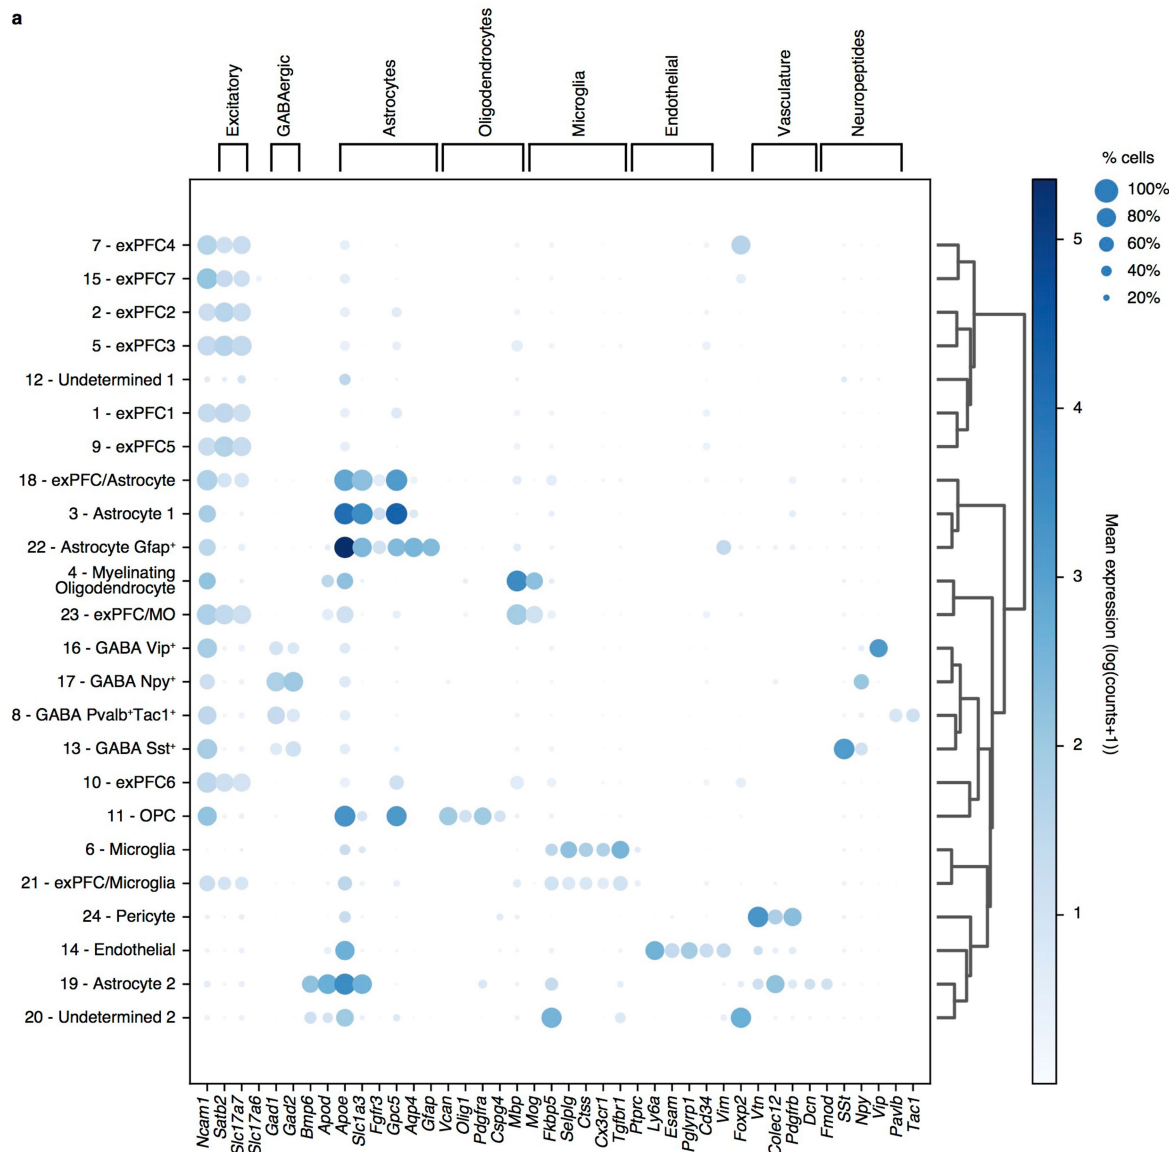 a
Excitatory
GABAergic
Astrocytes
Oligodendrocytes
Microglia
Endothelial
Vasculature
Neuropeptides
% cells
100%
80%
60%
40%
20%
7 - exPFC4
15 - exPFC7
2 - exPFC2
5 - exPFC3
12 - Undetermined 1
1 - exPFC1
9 - exPFC5
18 - exPFC/Astrocyte
3 - Astrocyte 1
22 - Astrocyte Gfap⁺
4 - Myelinating
Oligodendrocyte
23 - exPFC/MO
16 - GABA Vip⁺
17 - GABA Npy⁺
8 - GABA Pvalb⁺Tac1⁺
13 - GABA Sst⁺
10 - exPFC6
11 - OPC
6 - Microglia
21 - exPFC/Microglia
24 - Pericyte
14 - Endothelial
19 - Astrocyte 2
20 - Undetermined 2
5
4
3
2
1
Mean expression (log(counts+1))
Ncam1
Satb2
Slc17a7
Slc17a6
Gad1
Gad2
Bmp6
Apod
Apoe
Slc1a3
Fgfr3
Gpc5
Aqp4
Gfap
Vcan
Olig1
Pdgfra
Cspg4
Mbp
Mog
Fkbp5
Selplg
Ctss
Cx3cr1
Tgfbr1
Ptprc
Ly6a
Esam
Pglyrp1
Cd34
Vim
Foxp2
Vtn
Colec12
Pdgfrb
Dcn
Fmod
SSt
Npy
Vip
Pavlb
Tac1